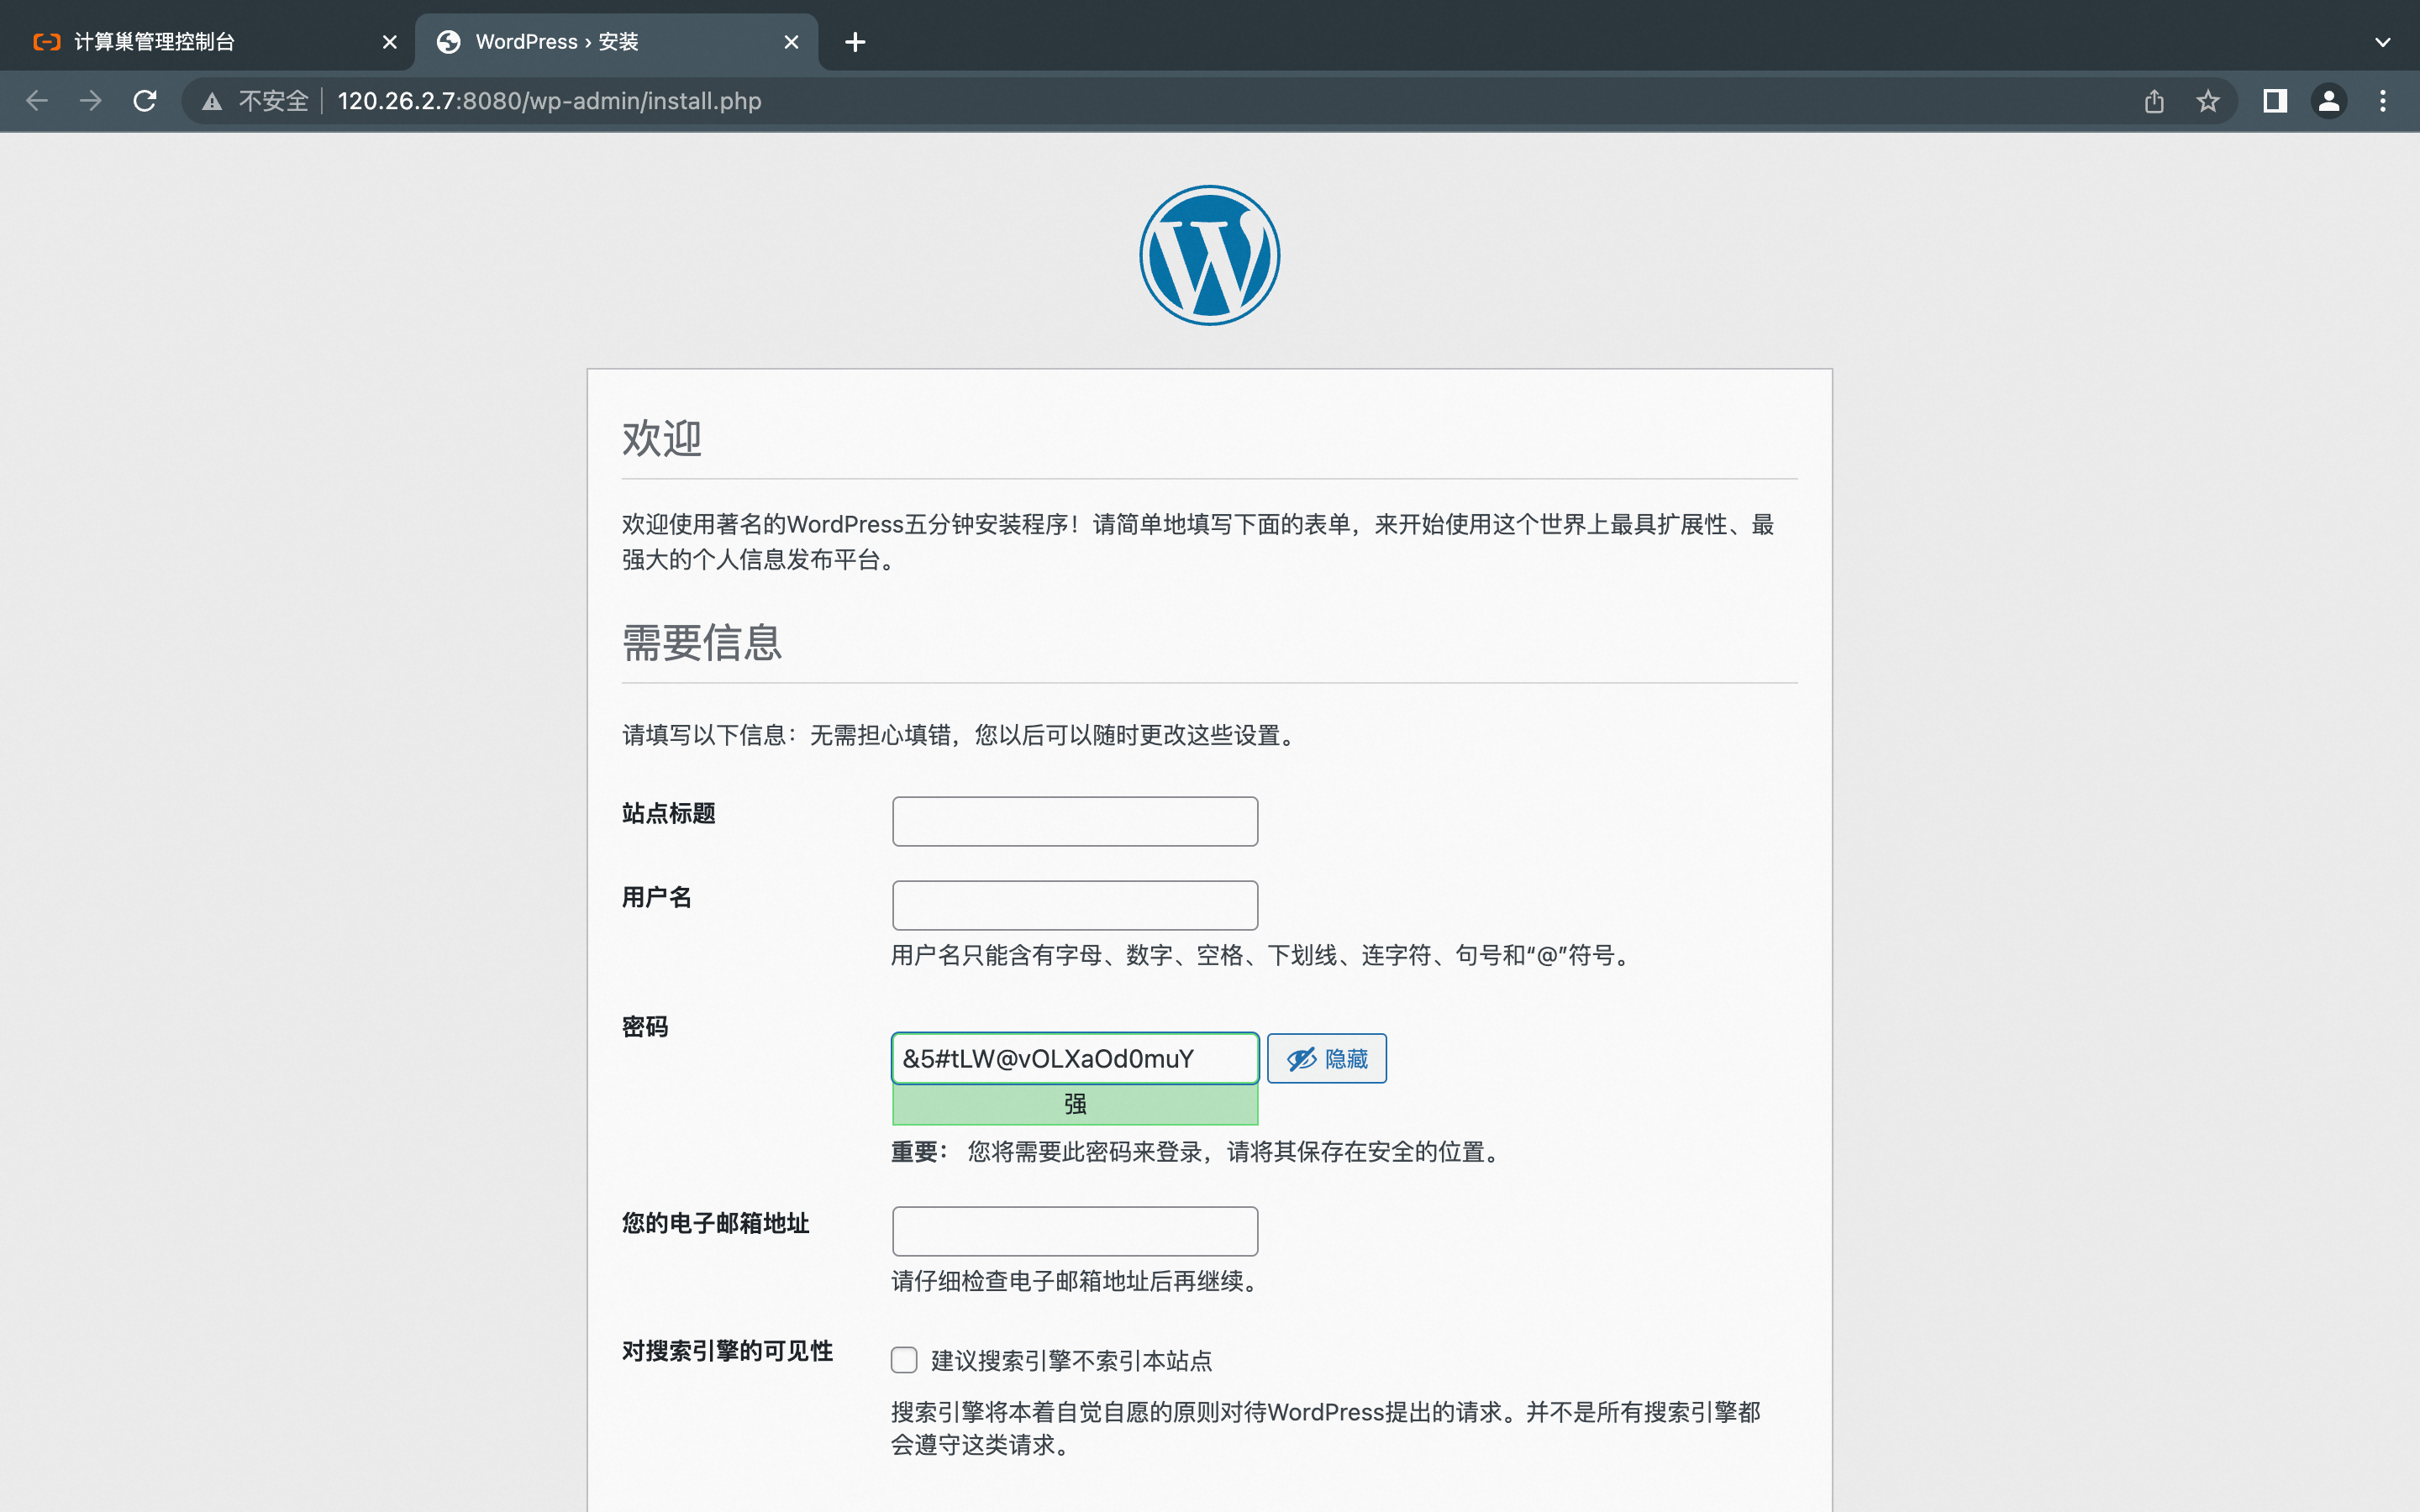 计算巢管理控制台
WordPress › 安装
不安全
120.26.2.7:8080/wp-admin/install.php
欢迎
欢迎使用著名的WordPress五分钟安装程序！请简单地填写下面的表单，来开始使用这个世界上最具扩展性、最
强大的个人信息发布平台。
需要信息
请填写以下信息：无需担心填错，您以后可以随时更改这些设置。
站点标题
用户名
用户名只能含有字母、数字、空格、下划线、连字符、句号和“@”符号。
密码
&5#tLW@vOLXaOd0muY
隐藏
强
重要： 您将需要此密码来登录，请将其保存在安全的位置。
您的电子邮箱地址
请仔细检查电子邮箱地址后再继续。
对搜索引擎的可见性
建议搜索引擎不索引本站点
搜索引擎将本着自觉自愿的原则对待WordPress提出的请求。并不是所有搜索引擎都
会遵守这类请求。